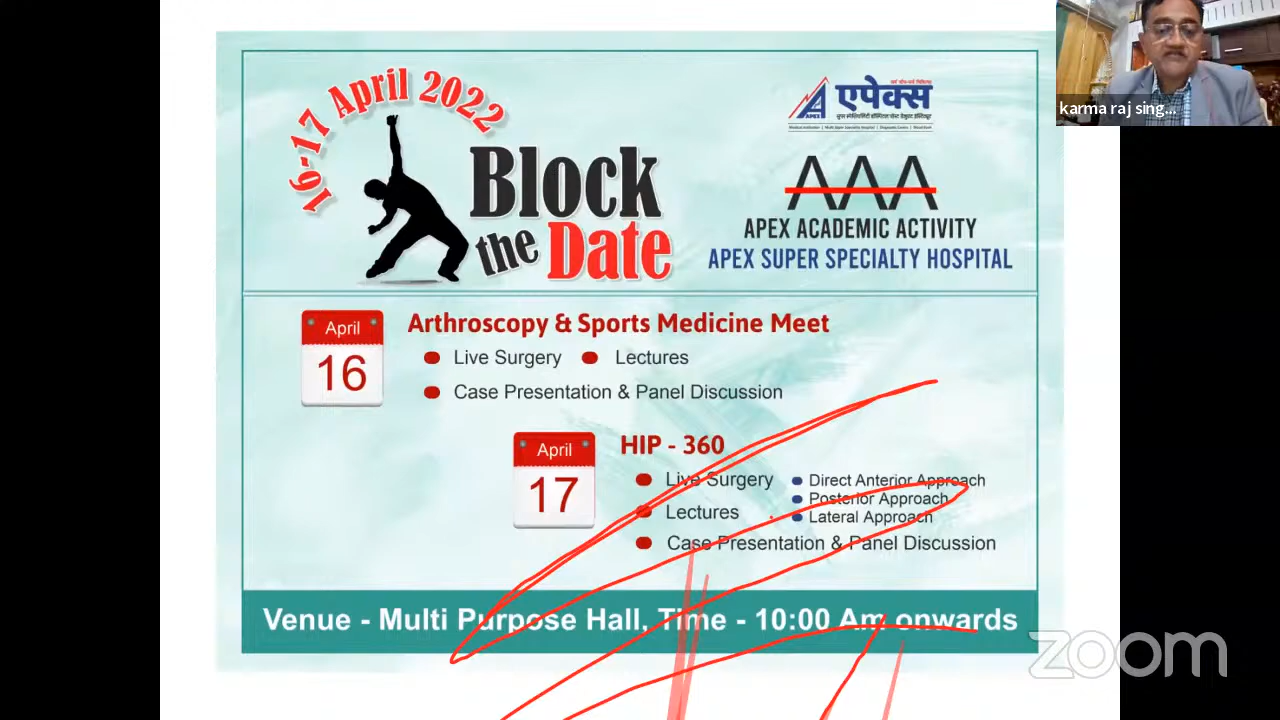 karma raj sing...
16-17 April 2022
Block
the Date
APEX
एपेक्स
AAA
APEX ACADEMIC ACTIVITY
APEX SUPER SPECIALTY HOSPITAL
April
16
Arthroscopy & Sports Medicine Meet
Live Surgery
Lectures
Case Presentation & Panel Discussion
April
17
HIP - 360
Live Surgery
Lectures
Direct Anterior Approach
Posterior Approach
Lateral Approach
Case Presentation & Panel Discussion
Venue - Multi Purpose Hall, Time - 10:00 Am onwards
zoom